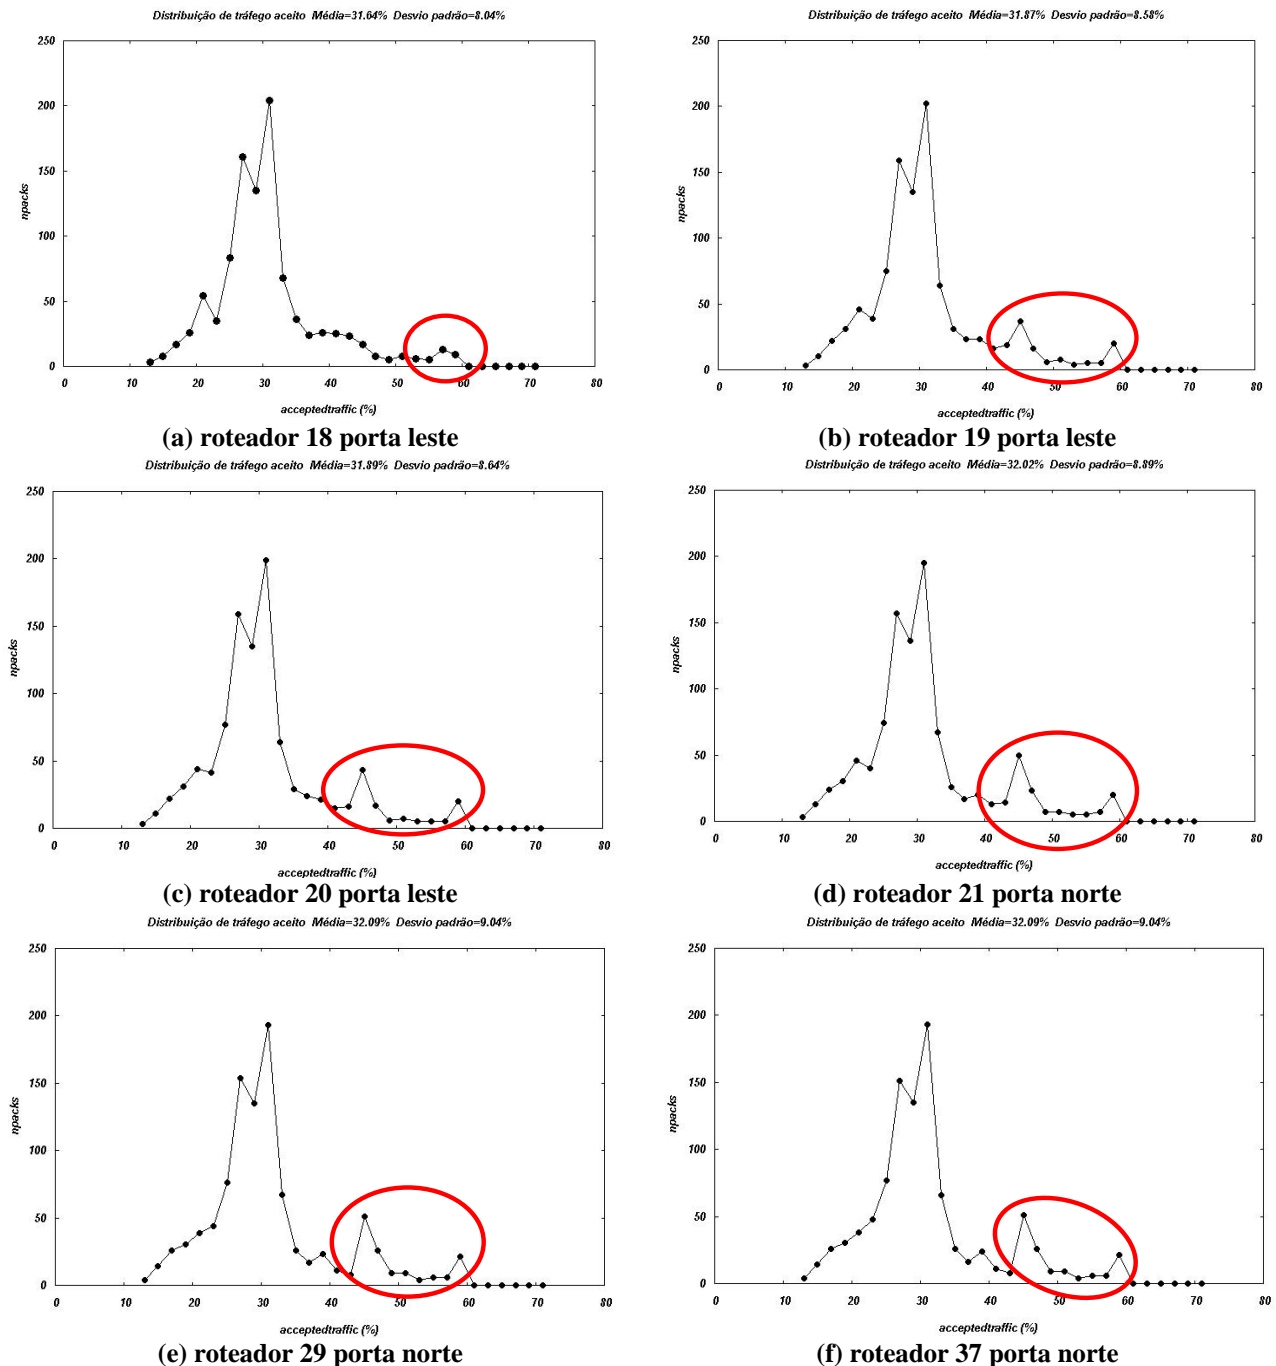 Distribuição de tráfego aceito Média=31.64% Desvio padrão=8.04%
250
200
150
100
50
0
npacks
0 10 20 30 40 50 60 70 80
acceptedtraffic (%)
(a) roteador 18 porta leste
Distribuição de tráfego aceito Média=31.87% Desvio padrão=8.58%
250
200
150
100
50
0
npacks
0 10 20 30 40 50 60 70 80
acceptedtraffic (%)
(b) roteador 19 porta leste
Distribuição de tráfego aceito Média=31.89% Desvio padrão=8.64%
250
200
150
100
50
0
npacks
0 10 20 30 40 50 60 70 80
acceptedtraffic (%)
(c) roteador 20 porta leste
Distribuição de tráfego aceito Média=32.02% Desvio padrão=8.89%
250
200
150
100
50
0
npacks
0 10 20 30 40 50 60 70 80
acceptedtraffic (%)
(d) roteador 21 porta norte
Distribuição de tráfego aceito Média=32.09% Desvio padrão=9.04%
250
200
150
100
50
0
npacks
0 10 20 30 40 50 60 70 80
acceptedtraffic (%)
(e) roteador 29 porta norte
Distribuição de tráfego aceito Média=32.09% Desvio padrão=9.04%
250
200
150
100
50
0
npacks
0 10 20 30 40 50 60 70 80
acceptedtraffic (%)
(f) roteador 37 porta norte